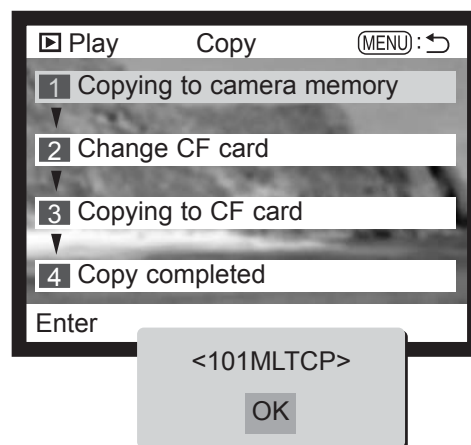 Play Copy MENU :
1 Copying to camera memory
2 Change CF card
3 Copying to CF card
4 Copy completed
Enter
<101MLTCP>
OK